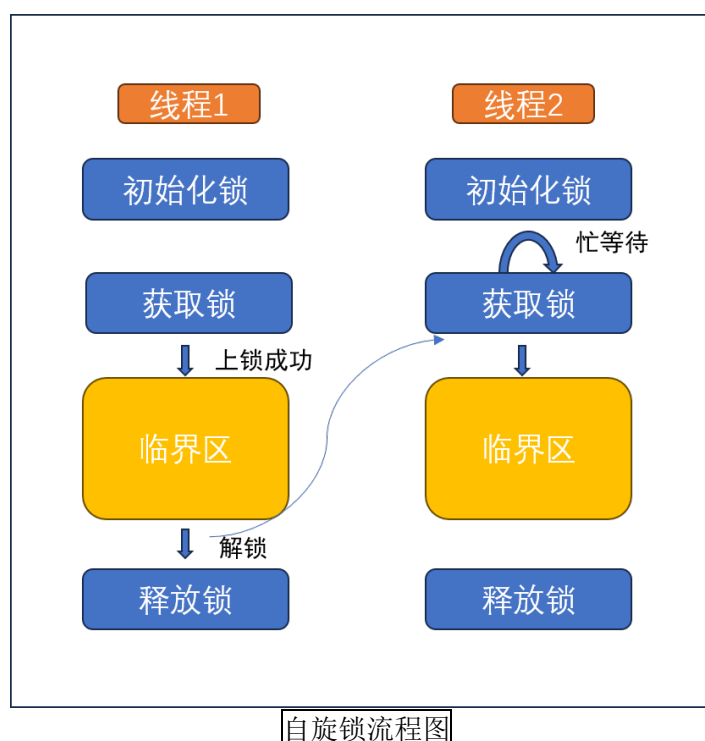 线程1
线程2
初始化锁
初始化锁
忙等待
获取锁
获取锁
上锁成功
临界区
临界区
解锁
释放锁
释放锁
自旋锁流程图